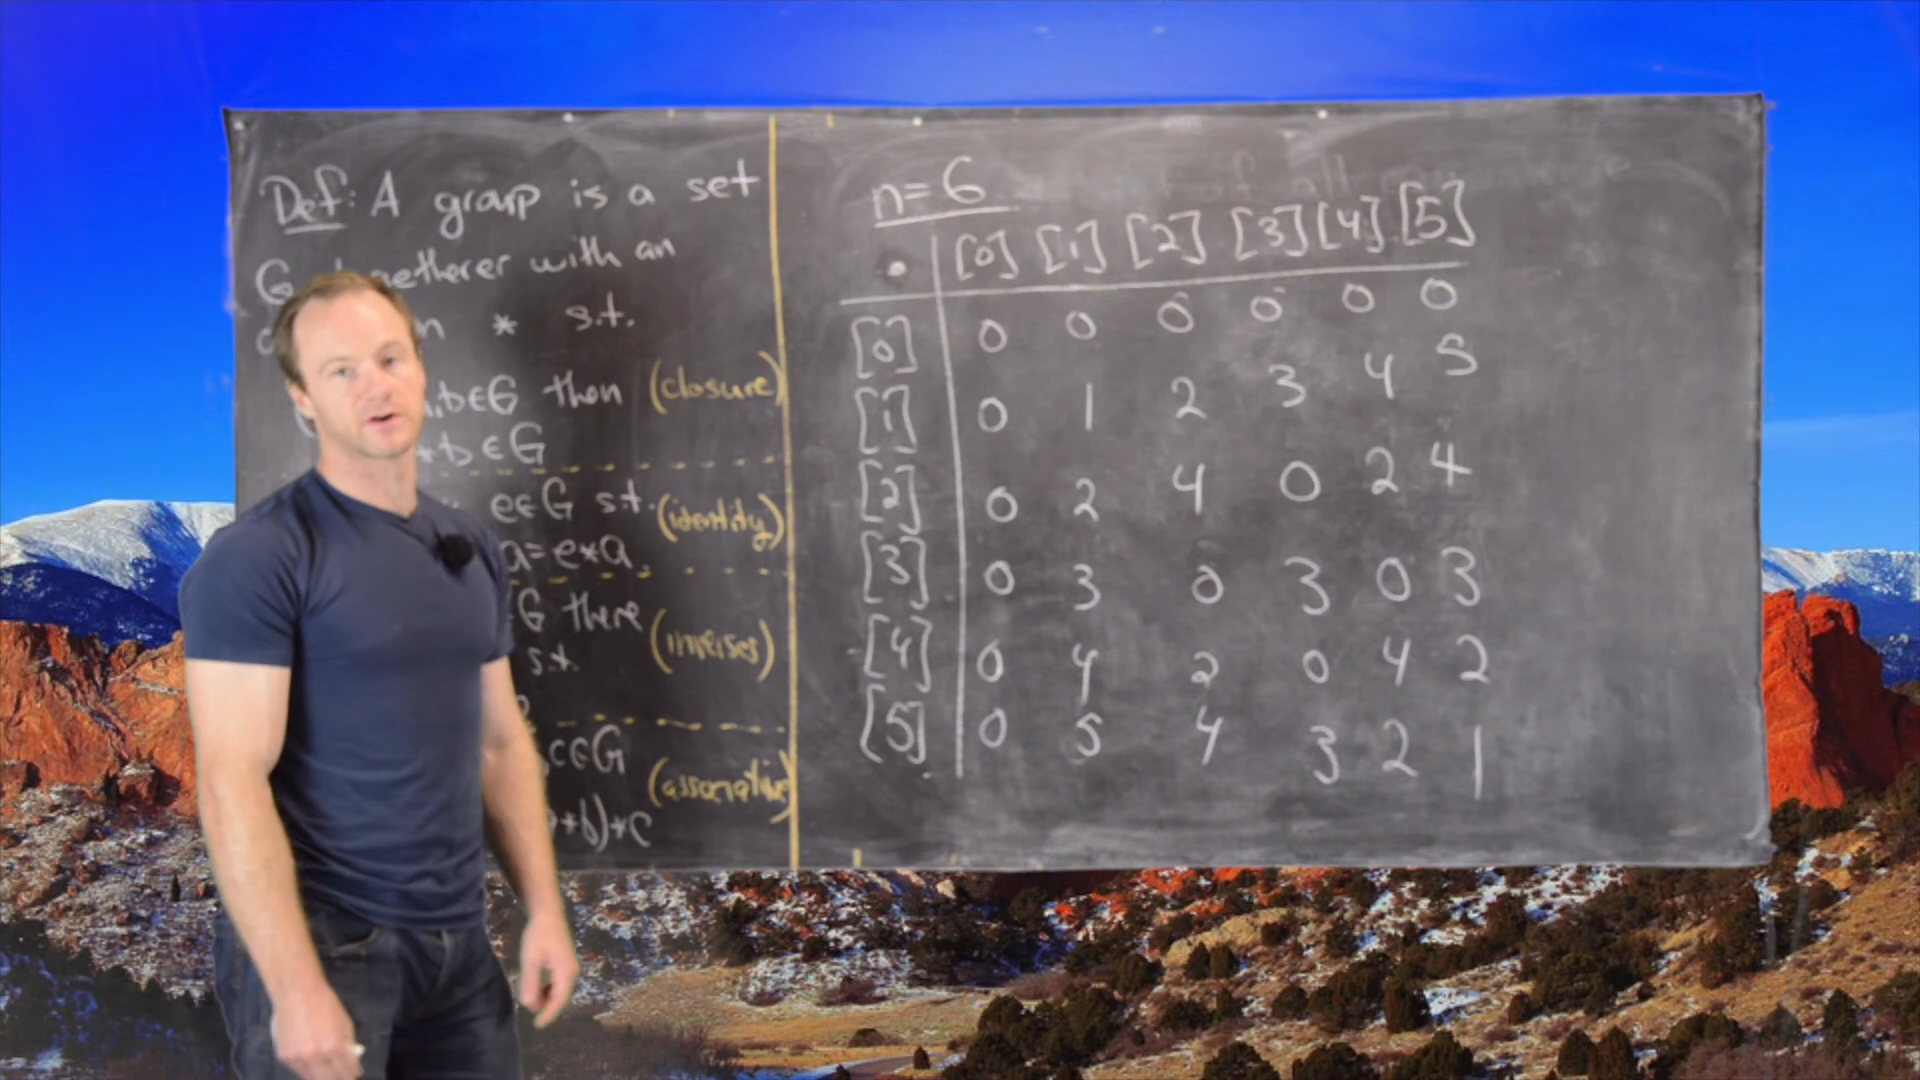 Def: A group is a set
G togetherer with an
* s.t.
a,b∈G then (closure)
*b∈G
e∈G s.t. (identity)
a=e*a
G there
s.t. (inverses)
c∈G
(associative)
*b)*c
n=6
• [0] [1] [2] [3] [4] [5]
[0] 0 0 0 0 0 0
[1] 0 1 2 3 4 5
[2] 0 2 4 0 2 4
[3] 0 3 0 3 0 3
[4] 0 4 2 0 4 2
[5] 0 5 4 3 2 1